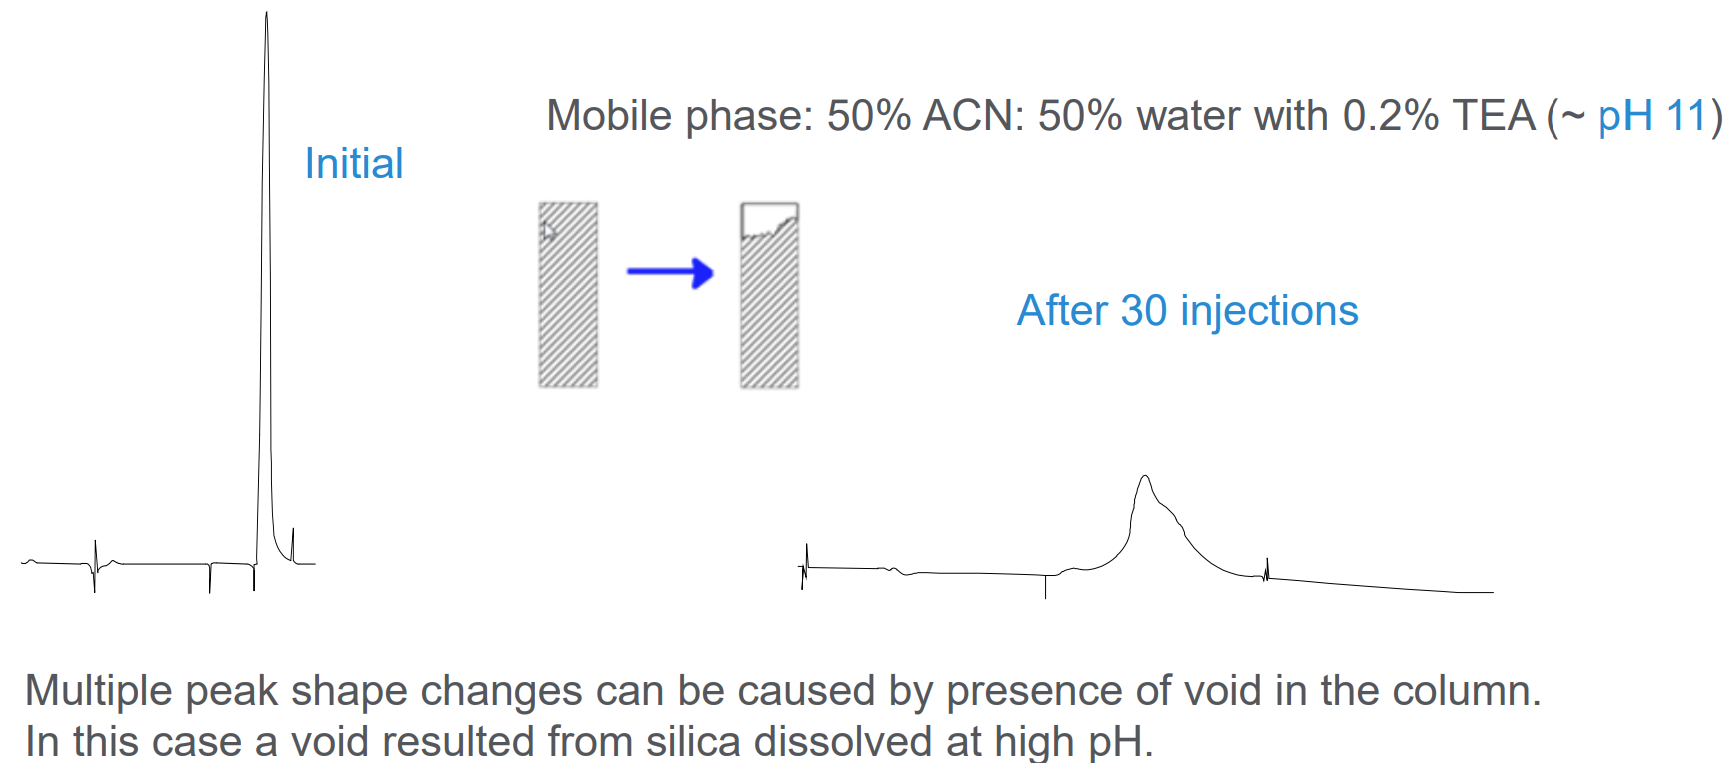 Mobile phase: 50% ACN: 50% water with 0.2% TEA (~ pH 11)
Initial
After 30 injections
Multiple peak shape changes can be caused by presence of void in the column.
In this case a void resulted from silica dissolved at high pH.